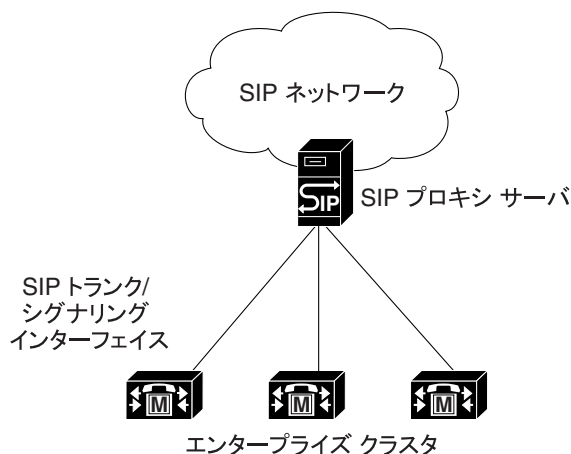 SIP ネットワーク
SIP
SIP プロキシ サーバ
SIP トランク/
シグナリング
インターフェイス
M
M
M
エンタープライズ クラスタ